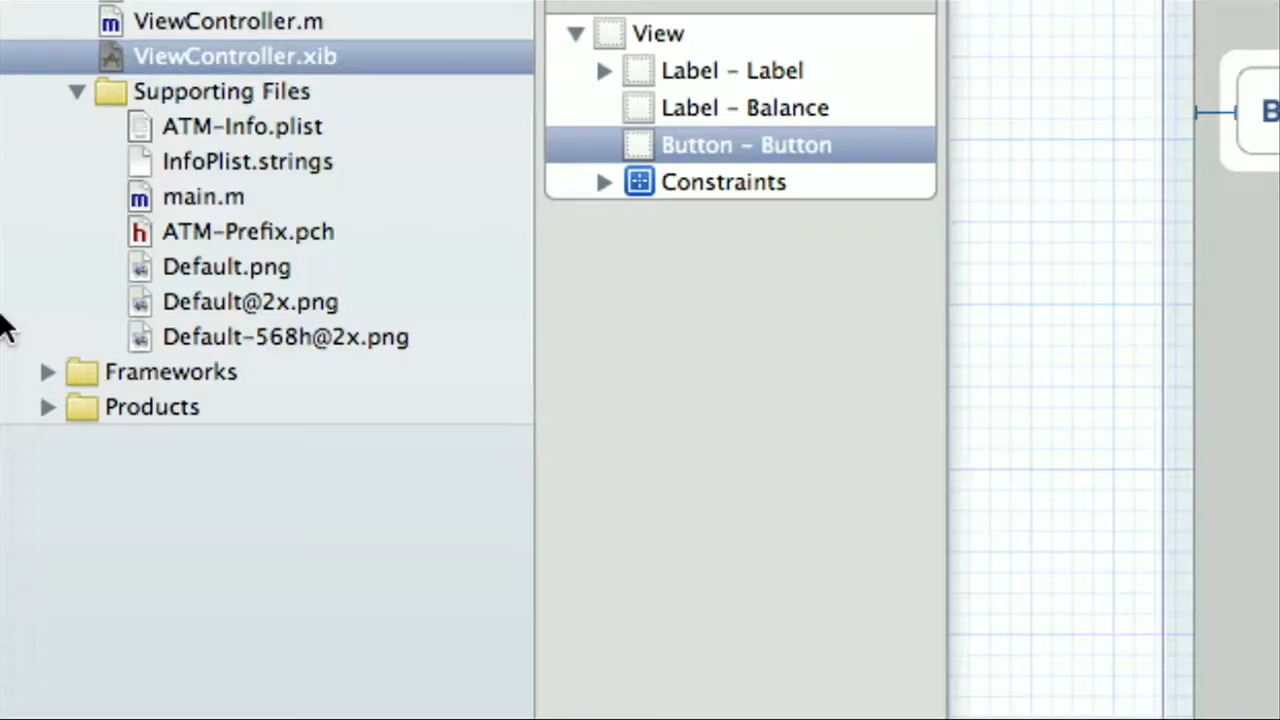 ViewController.m
ViewController.xib
Supporting Files
ATM-Info.plist
InfoPlist.strings
main.m
ATM-Prefix.pch
Default.png
Default@2x.png
Default-568h@2x.png
Frameworks
Products
View
Label - Label
Label - Balance
Button - Button
Constraints
B